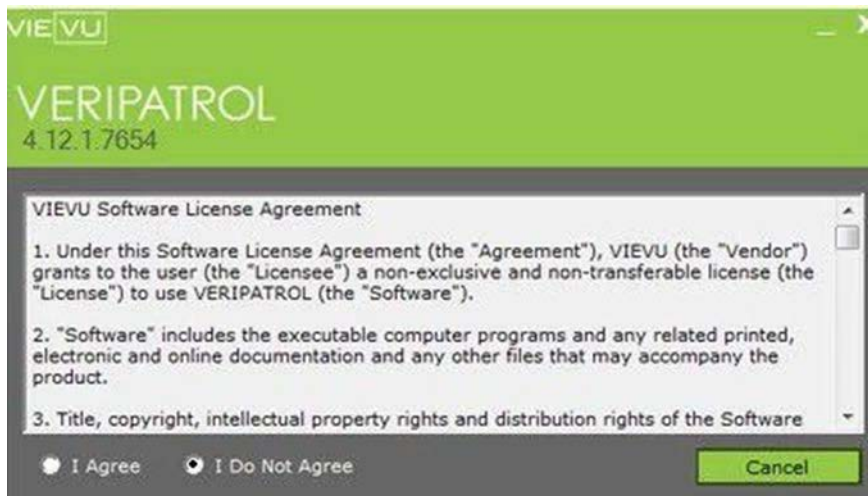 VIEVU
VERIPATROL
4.12.1.7654
VIEVU Software License Agreement
1. Under this Software License Agreement (the "Agreement"), VIEVU (the "Vendor")
grants to the user (the "Licensee") a non-exclusive and non-transferable license (the
"License") to use VERIPATROL (the "Software").
2. "Software" includes the executable computer programs and any related printed,
electronic and online documentation and any other files that may accompany the
product.
3. Title, copyright, intellectual property rights and distribution rights of the Software
I Agree I Do Not Agree Cancel